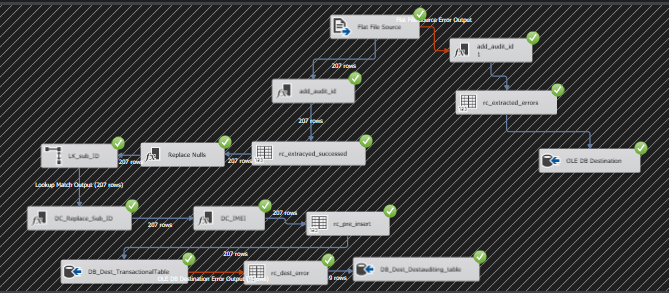 Flat File Source Error Output
Flat File Source
add_audit_id
1
207 rows
add_audit_id
rc_extracted_errors
207 rows
OLE DB Destination
LK_sub_ID
207 rows
Replace Nulls
207 rows
rc_extracyed_successed
Lookup Match Output (207 rows)
DC_Replace_Sub_ID
207 rows
DC_IMEI
207 rows
rc_pre_insert
207 rows
DB_Dest_TransactionalTable
OLE DB Destination Error Output
rc_dest_error
9 rows
DB_Dest_Destauditing_table